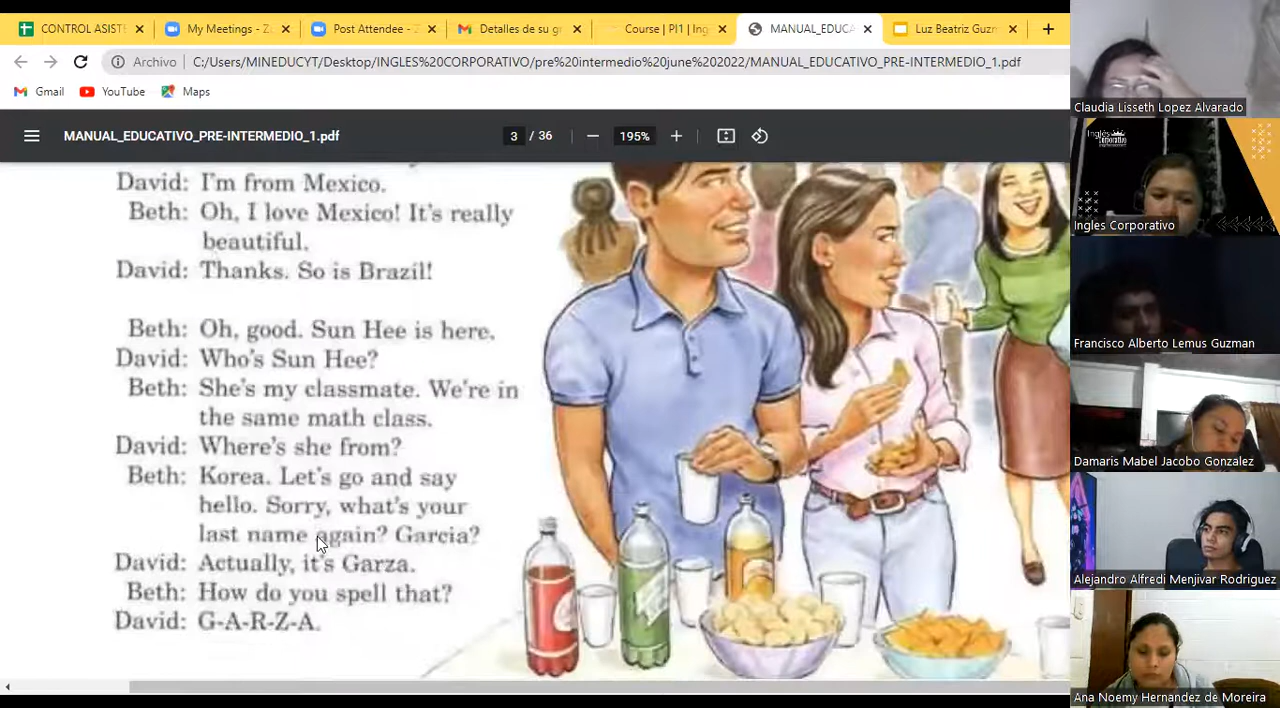 CONTROL ASIST
My Meetings - Z
Post Attendee - Z
Detalles de su gr
Course | PI1 | Ing
MANUAL_EDUCA
Luz Beatriz Guzm
Archivo
C:/Users/MINEDUCYT/Desktop/INGLES%20CORPORATIVO/pre%20intermedio%20june%202022/MANUAL_EDUCATIVO_PRE-INTERMEDIO_1.pdf
Gmail
YouTube
Maps
MANUAL_EDUCATIVO_PRE-INTERMEDIO_1.pdf
3 / 36
195%
David: I'm from Mexico.
Beth: Oh, I love Mexico! It's really
beautiful.
David: Thanks. So is Brazil!
Beth: Oh, good. Sun Hee is here.
David: Who's Sun Hee?
Beth: She's my classmate. We're in
the same math class.
David: Where's she from?
Beth: Korea. Let's go and say
hello. Sorry, what's your
last name again? Garcia?
David: Actually, it's Garza.
Beth: How do you spell that?
David: G-A-R-Z-A.
Claudia Lisseth Lopez Alvarado
Inglés
Corporativo
Ingles Corporativo
Francisco Alberto Lemus Guzman
Damaris Mabel Jacobo Gonzalez
Alejandro Alfredi Menjivar Rodriguez
Ana Noemy Hernandez de Moreira